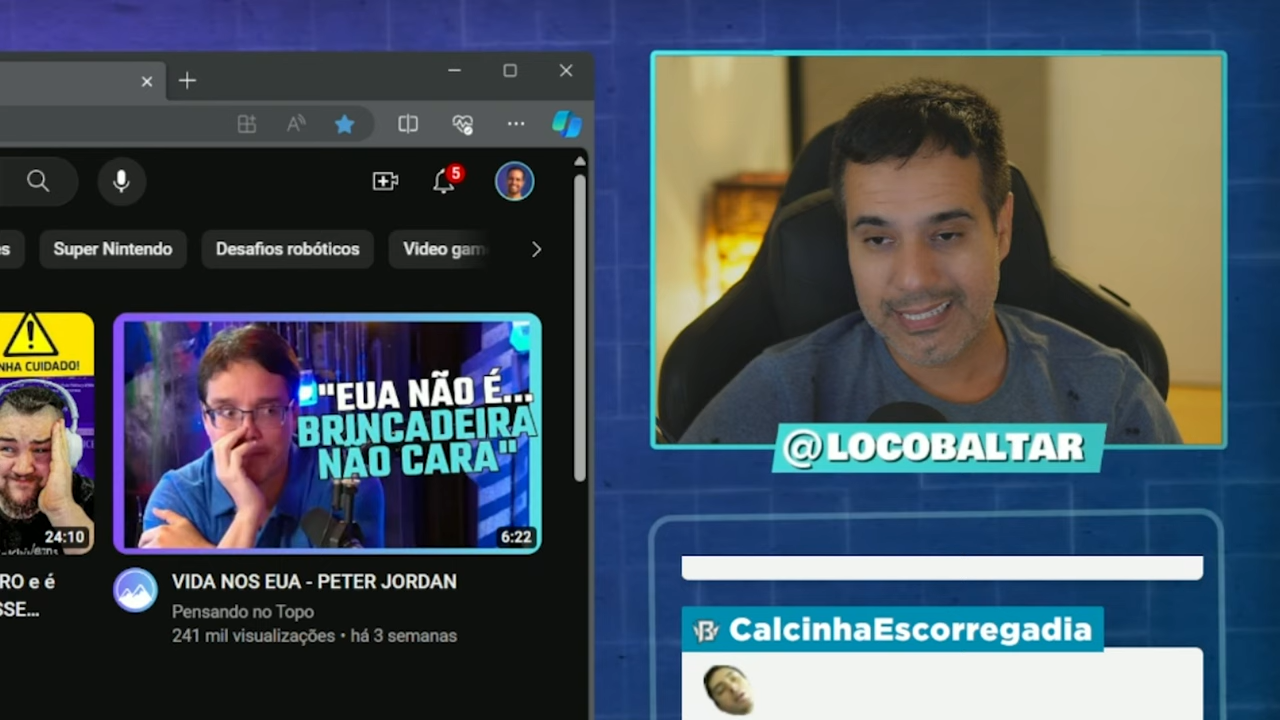 s
Super Nintendo
Desafios robóticos
Video gam
5
NHA CUIDADO!
24:10
"EUA NÃO É...
BRINCADEIRA
NÃO CARA"
6:22
RO e é
SSE...
VIDA NOS EUA - PETER JORDAN
Pensando no Topo
241 mil visualizações • há 3 semanas
@LOCOBALTAR
CalcinhaEscorregadia